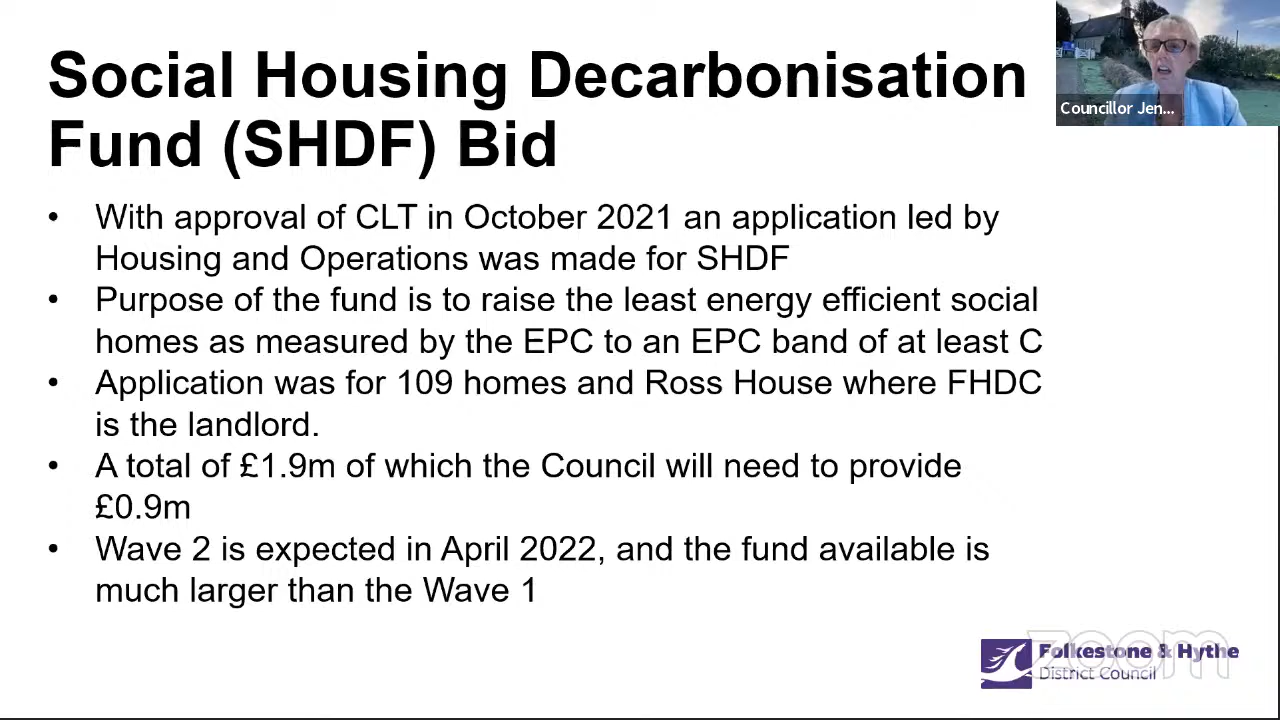 Social Housing Decarbonisation
Fund (SHDF) Bid
Councillor Jen...
• With approval of CLT in October 2021 an application led by
Housing and Operations was made for SHDF
• Purpose of the fund is to raise the least energy efficient social
homes as measured by the EPC to an EPC band of at least C
• Application was for 109 homes and Ross House where FHDC
is the landlord.
• A total of £1.9m of which the Council will need to provide
£0.9m
• Wave 2 is expected in April 2022, and the fund available is
much larger than the Wave 1
zoom
Folkestone & Hythe
District Council